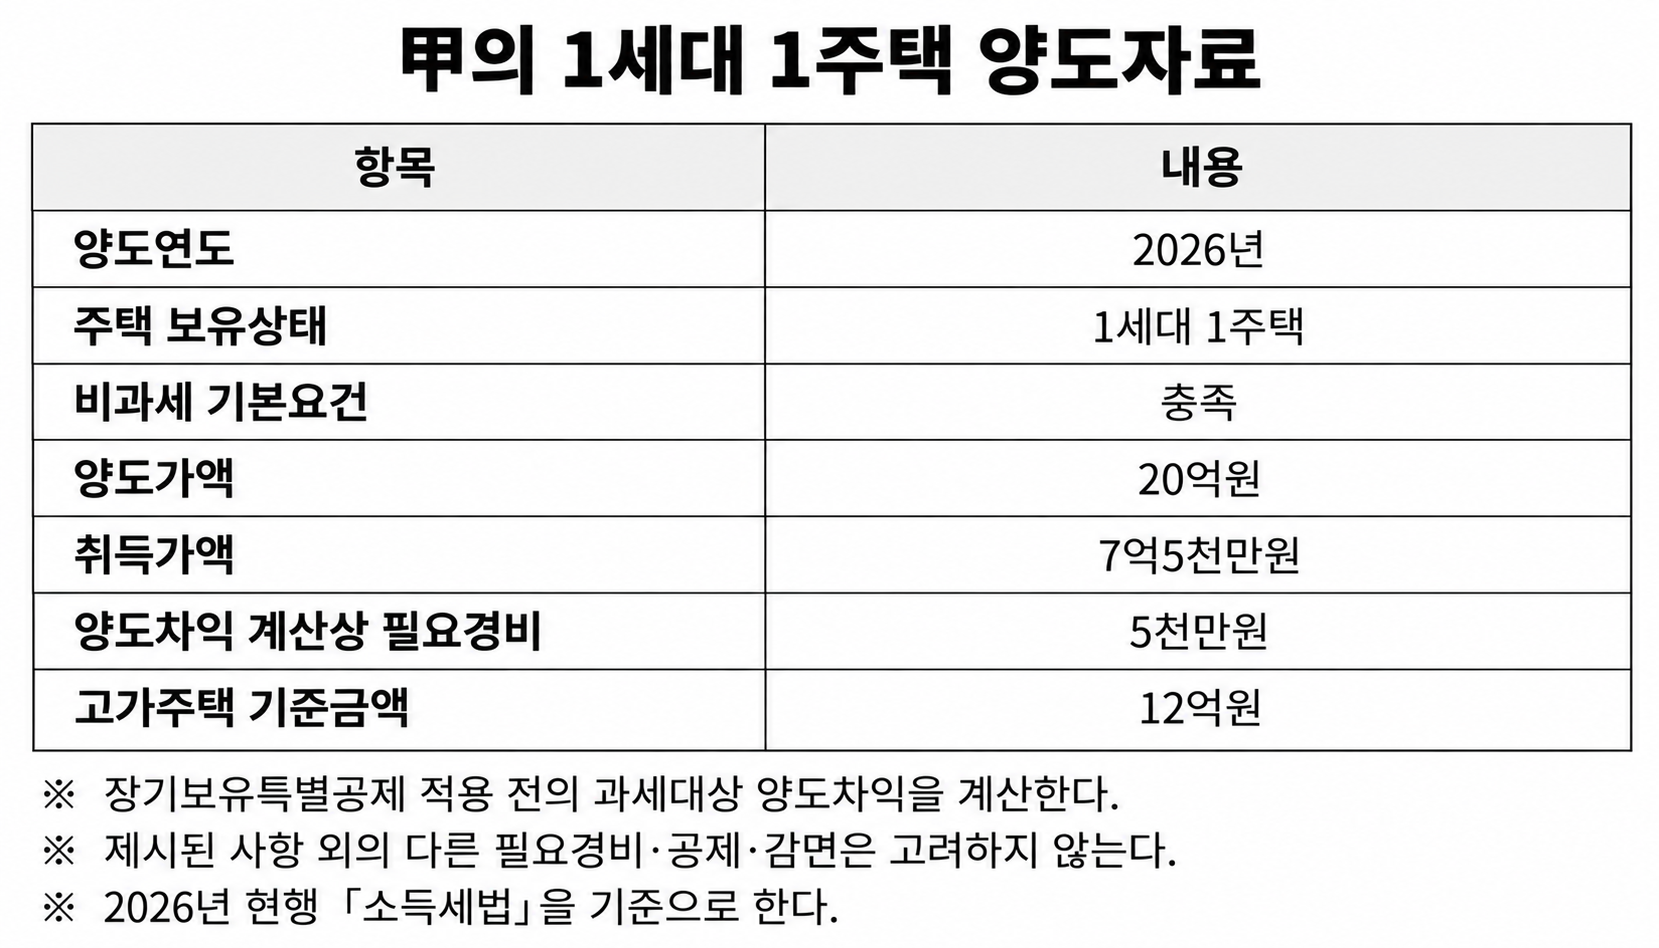 甲의 1세대 1주택 양도자료
항목 내용
양도연도 2026년
주택 보유상태 1세대 1주택
비과세 기본요건 충족
양도가액 20억원
취득가액 7억5천만원
양도차익 계산상 필요경비 5천만원
고가주택 기준금액 12억원
※ 장기보유특별공제 적용 전의 과세대상 양도차익을 계산한다.
※ 제시된 사항 외의 다른 필요경비·공제·감면은 고려하지 않는다.
※ 2026년 현행 「소득세법」을 기준으로 한다.